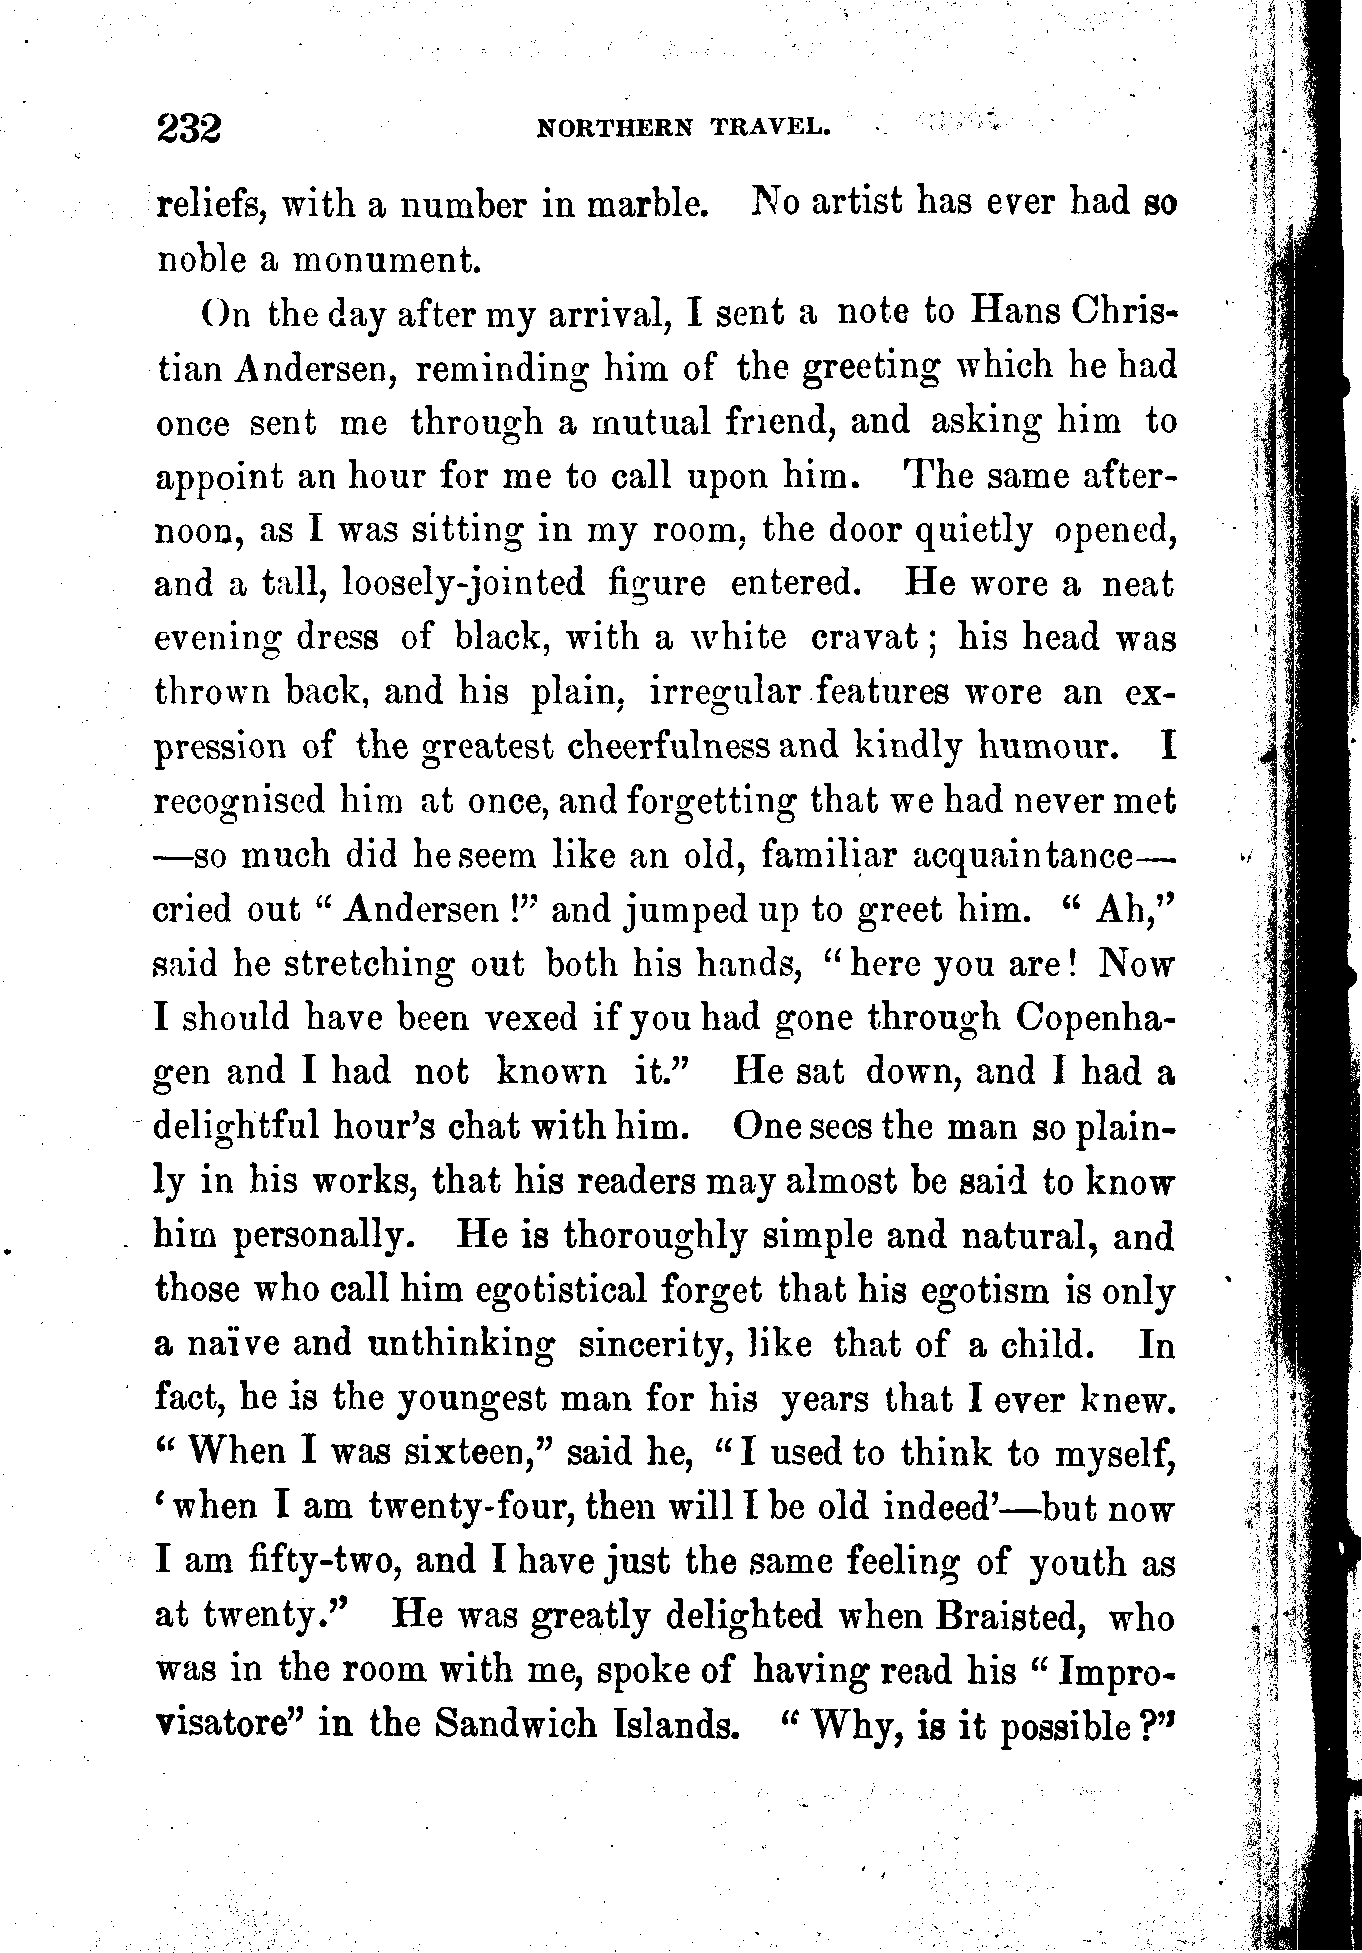 232 NORTHERN TRAVEL.
reliefs, with a number in marble. No artist has ever had so
noble a monument.
On the day after my arrival, I sent a note to Hans Chris-
tian Andersen, reminding him of the greeting which he had
once sent me through a mutual friend, and asking him to
appoint an hour for me to call upon him. The same after-
noon, as I was sitting in my room, the door quietly opened,
and a tall, loosely-jointed figure entered. He wore a neat
evening dress of black, with a white cravat; his head was
thrown back, and his plain, irregular features wore an ex-
pression of the greatest cheerfulness and kindly humour. I
recognised him at once, and forgetting that we had never met
—so much did he seem like an old, familiar acquaintance—
cried out "Andersen!" and jumped up to greet him. "Ah,"
said he stretching out both his hands, "here you are! Now
I should have been vexed if you had gone through Copenha-
gen and I had not known it." He sat down, and I had a
delightful hour's chat with him. One sees the man so plain-
ly in his works, that his readers may almost be said to know
him personally. He is thoroughly simple and natural, and
those who call him egotistical forget that his egotism is only
a naïve and unthinking sincerity, like that of a child. In
fact, he is the youngest man for his years that I ever knew.
"When I was sixteen," said he, "I used to think to myself,
'when I am twenty-four, then will I be old indeed'—but now
I am fifty-two, and I have just the same feeling of youth as
at twenty." He was greatly delighted when Braisted, who
was in the room with me, spoke of having read his "Impro-
visatore" in the Sandwich Islands. "Why, is it possible?"